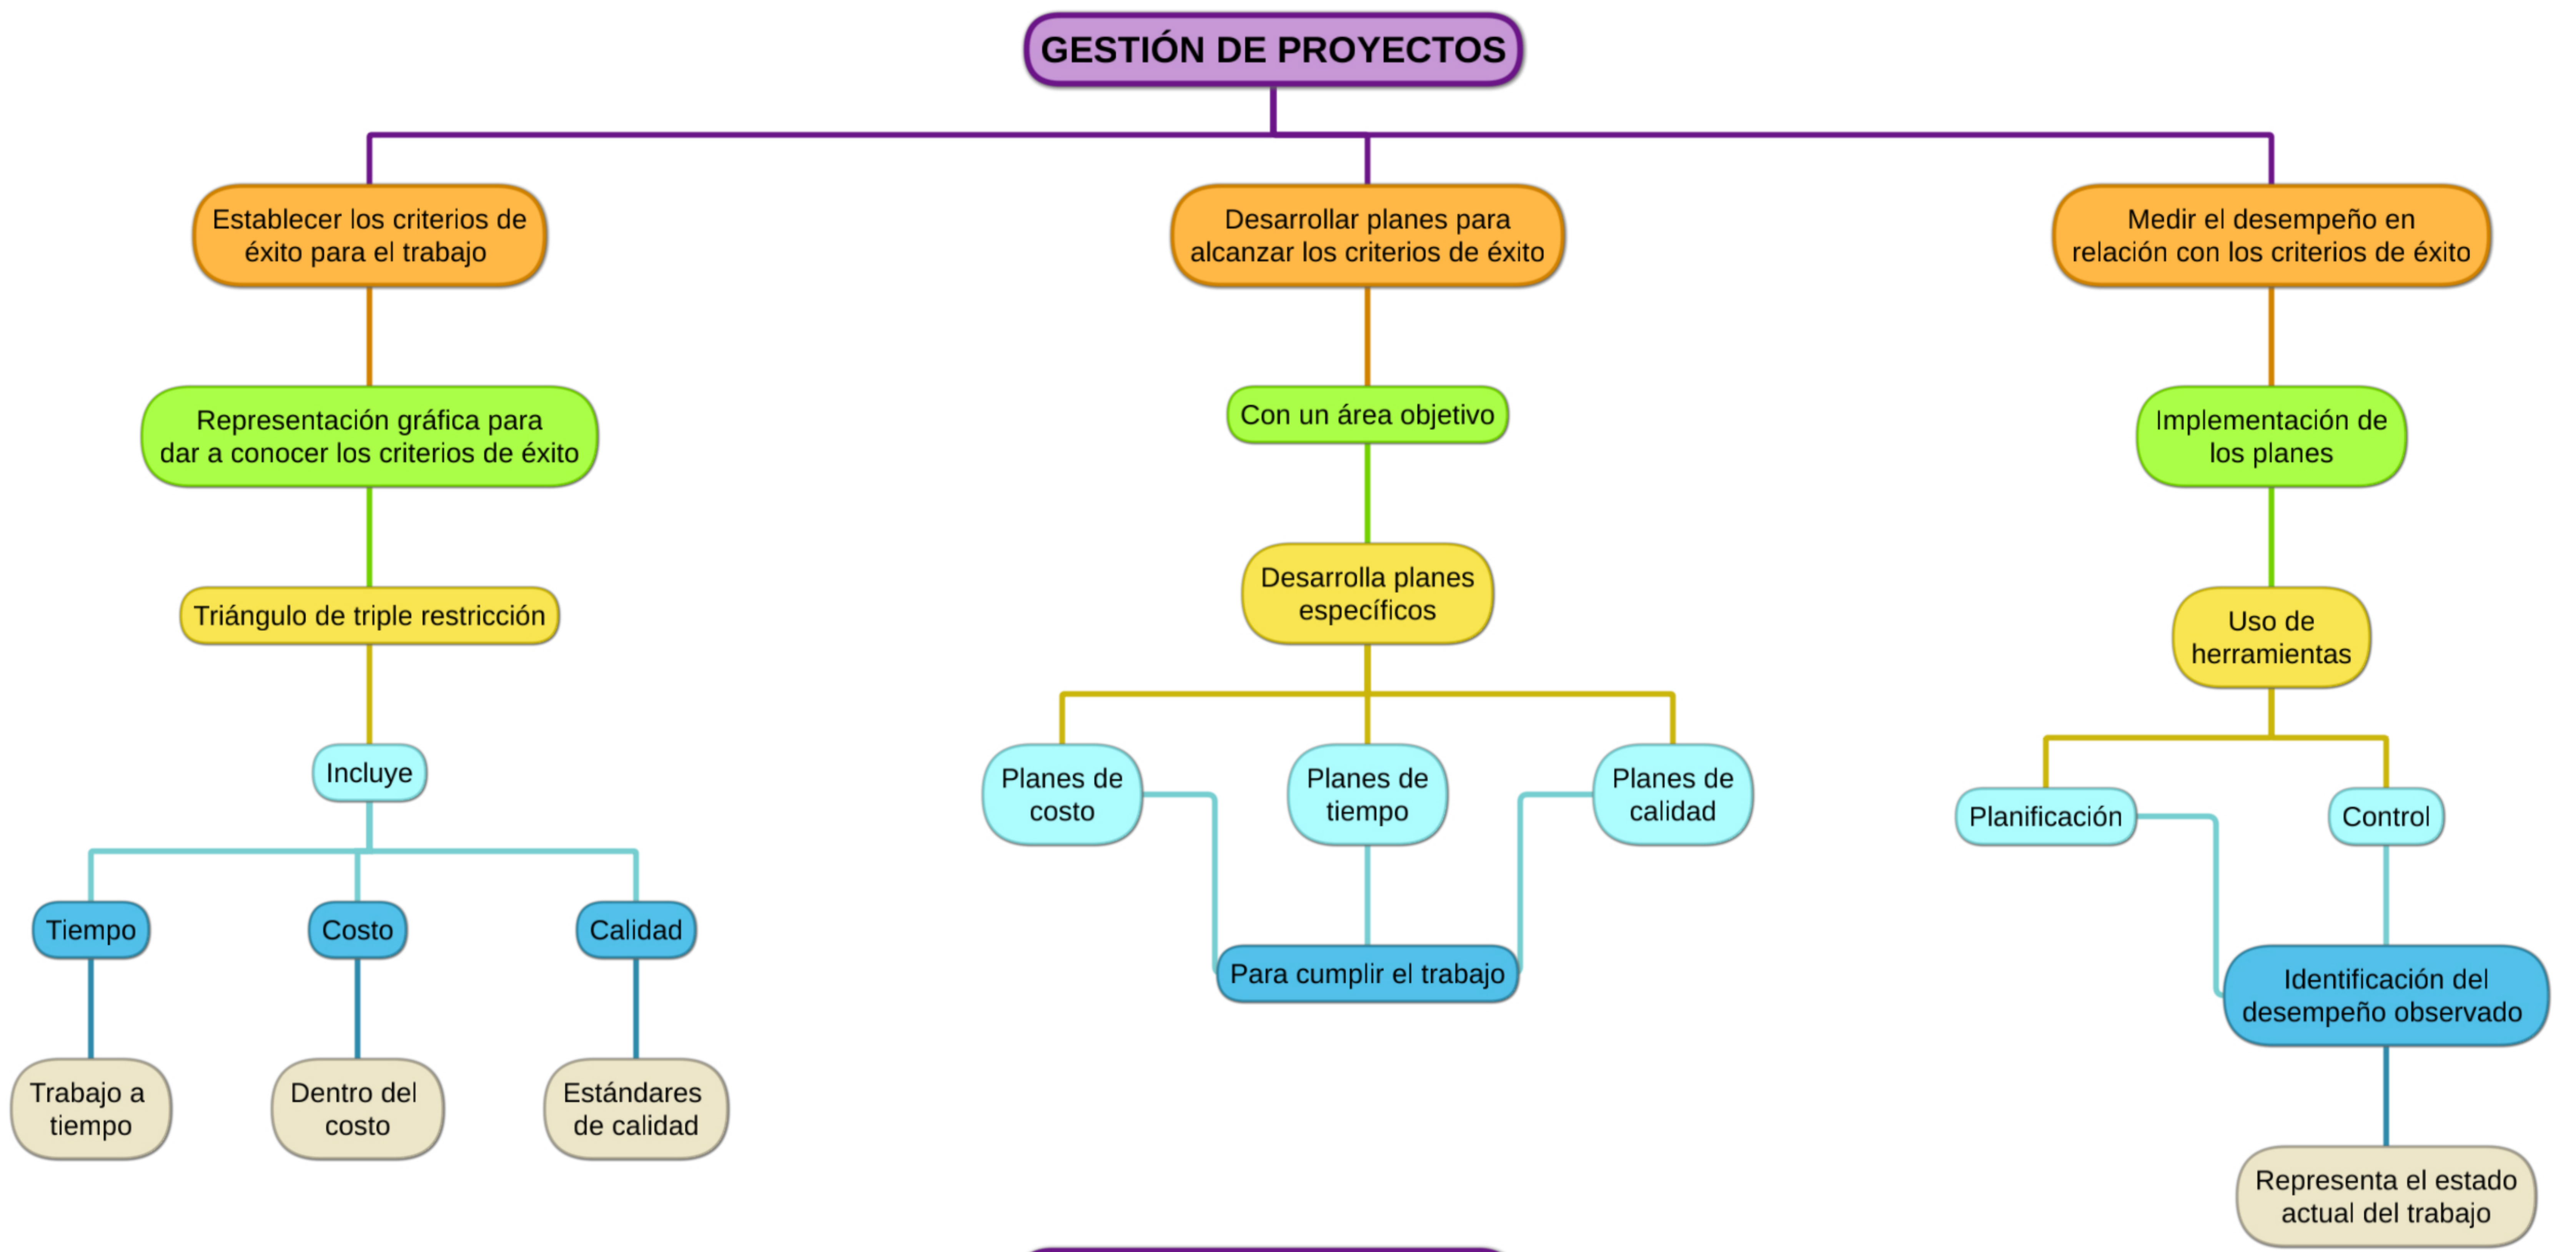 GESTIÓN DE PROYECTOS
Establecer los criterios de
éxito para el trabajo
Desarrollar planes para
alcanzar los criterios de éxito
Medir el desempeño en
relación con los criterios de éxito
Representación gráfica para
dar a conocer los criterios de éxito
Con un área objetivo
Implementación de
los planes
Triángulo de triple restricción
Desarrolla planes
específicos
Uso de
herramientas
Incluye
Planes de
costo
Planes de
tiempo
Planes de
calidad
Planificación
Control
Tiempo
Costo
Calidad
Para cumplir el trabajo
Identificación del
desempeño observado
Trabajo a
tiempo
Dentro del
costo
Estándares
de calidad
Representa el estado
actual del trabajo